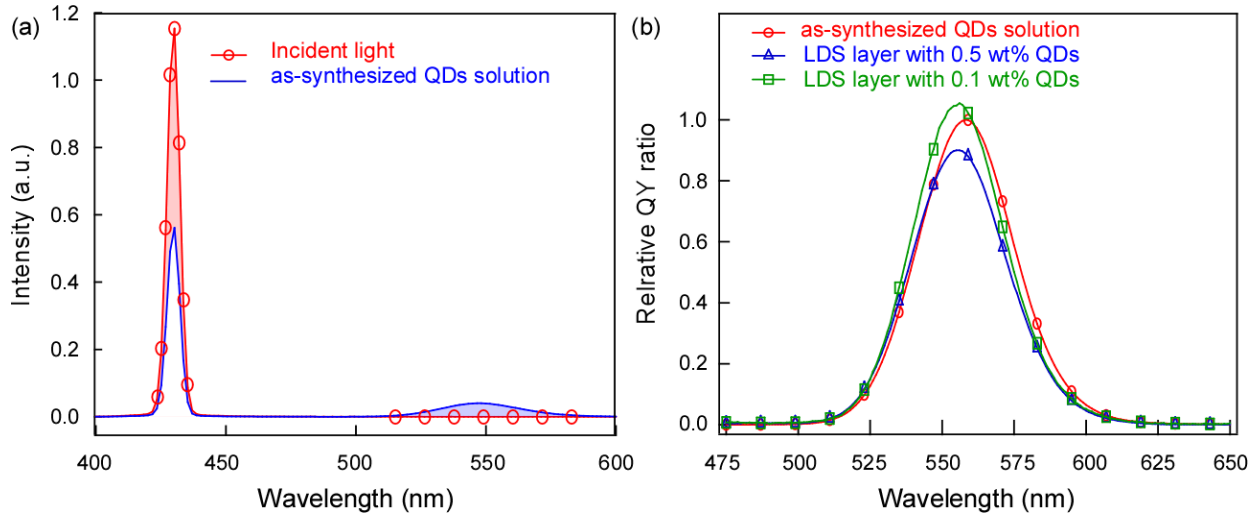 (a)
1.2
1.0
0.8
0.6
0.4
0.2
0.0
Intensity (a.u.)
Incident light
as-synthesized QDs solution
400
450
500
550
600
Wavelength (nm)
(b)
as-synthesized QDs solution
LDS layer with 0.5 wt% QDs
LDS layer with 0.1 wt% QDs
1.0
0.8
0.6
0.4
0.2
0.0
Relrative QY ratio
475
500
525
550
575
600
625
650
Wavelength (nm)